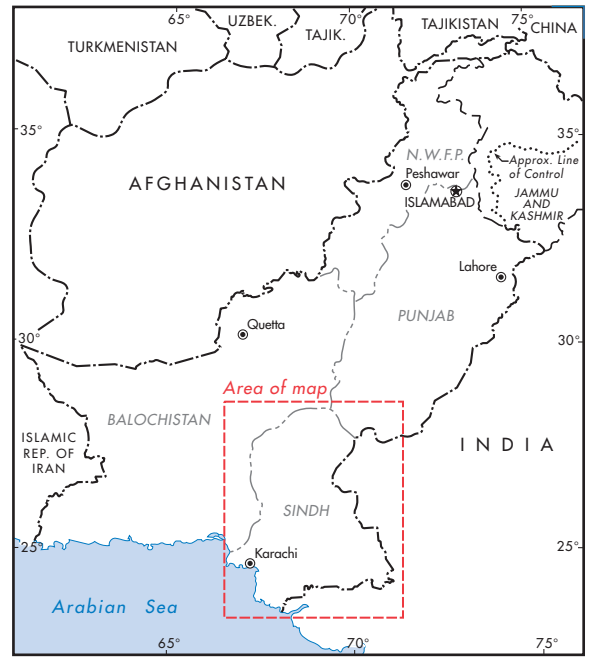 65°
70°
75°
UZBEK.
TAJIK.
TAJIKISTAN
CHINA
TURKMENISTAN
35°
35°
N.W.F.P.
Approx. Line
of Control
Peshawar
AFGHANISTAN
ISLAMABAD
JAMMU
AND
KASHMIR
Lahore
PUNJAB
Quetta
30°
30°
Area of map
BALOCHISTAN
ISLAMIC
REP. OF
IRAN
INDIA
SINDH
25°
25°
Karachi
Arabian Sea
65°
70°
75°